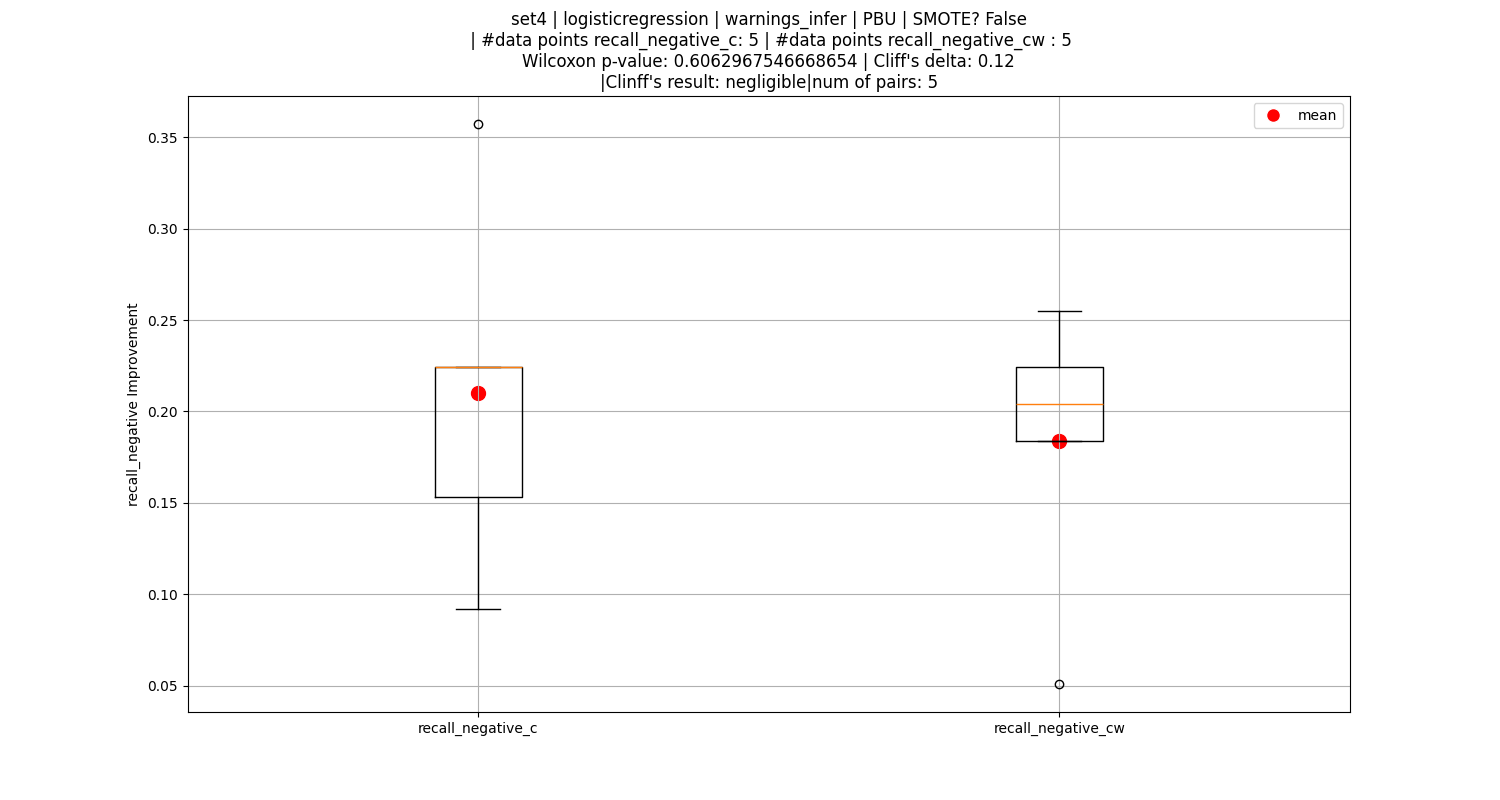 set4 | logisticregression | warnings_infer | PBU | SMOTE? False
| #data points recall_negative_c: 5 | #data points recall_negative_cw : 5
Wilcoxon p-value: 0.6062967546668654 | Cliff's delta: 0.12
|Clinff's result: negligible|num of pairs: 5
mean
0.35
0.30
0.25
0.20
0.15
0.10
0.05
recall_negative Improvement
recall_negative_c
recall_negative_cw